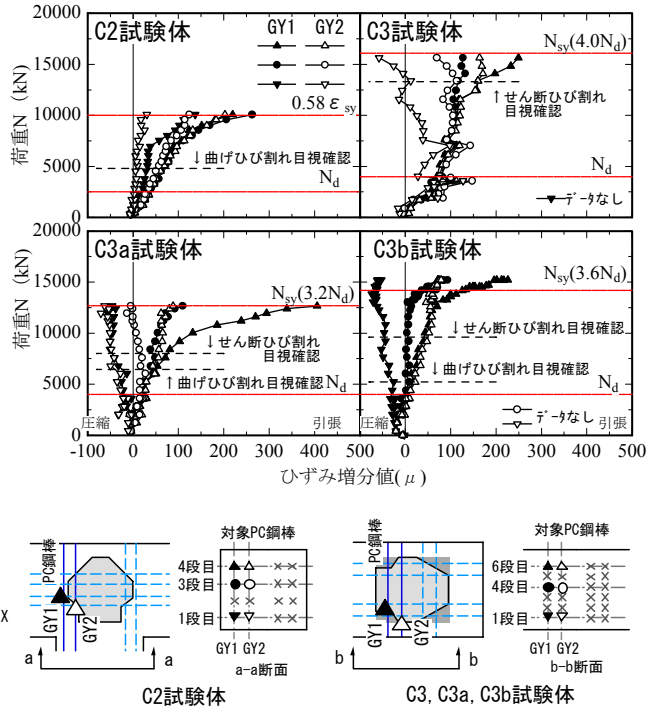 C2試験体
GY1 GY2
0.58εsy
↓曲げひび割れ目視確認
Nd
荷重N (kN)
15000
10000
5000
0
C3試験体
Nsy(4.0Nd)
↑せん断ひび割れ
目視確認
Nd
データなし
C3a試験体
Nsy(3.2Nd)
↓せん断ひび割れ
目視確認
↑曲げひび割れ目視確認
Nd
圧縮
引張
荷重N (kN)
20000
15000
10000
5000
0
-100 0 100 200 300 400
C3b試験体
Nsy(3.6Nd)
↓せん断ひび割れ目視確認
↓曲げひび割れ目視確認
圧縮
データなし
引張
0 100 200 300 400 500
ひずみ増分値(μ)
PC鋼棒
GY1
GY2
x
a a
対象PC鋼棒
4段目
3段目
1段目
GY1 GY2
a-a断面
C2試験体
PC鋼棒
GY1
GY2
b b
対象PC鋼棒
6段目
4段目
1段目
GY1 GY2
b-b断面
C3, C3a, C3b試験体